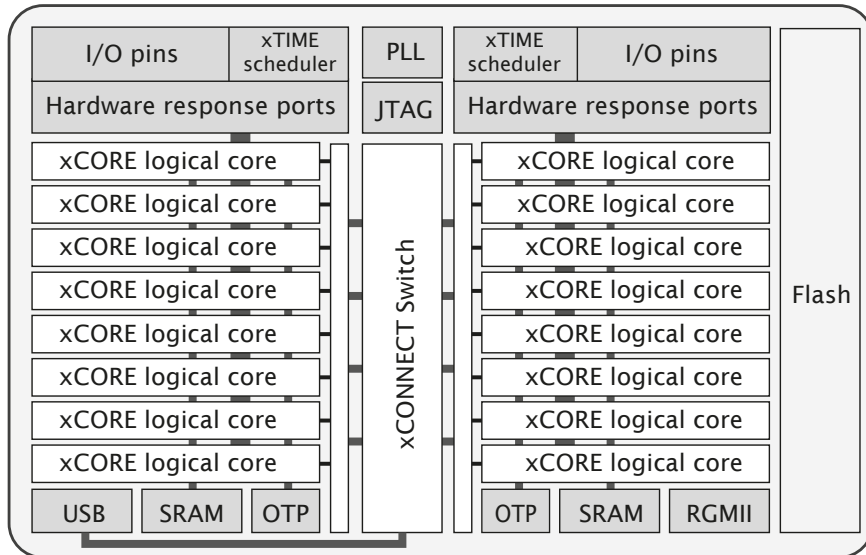 I/O pins
xTIME
scheduler
Hardware response ports
PLL
JTAG
xTIME
scheduler
I/O pins
Hardware response ports
xCORE logical core
xCORE logical core
xCORE logical core
xCORE logical core
xCORE logical core
xCORE logical core
xCORE logical core
xCORE logical core
USB
SRAM
OTP
xCONNECT Switch
xCORE logical core
xCORE logical core
xCORE logical core
xCORE logical core
xCORE logical core
xCORE logical core
xCORE logical core
xCORE logical core
OTP
SRAM
RGMII
Flash